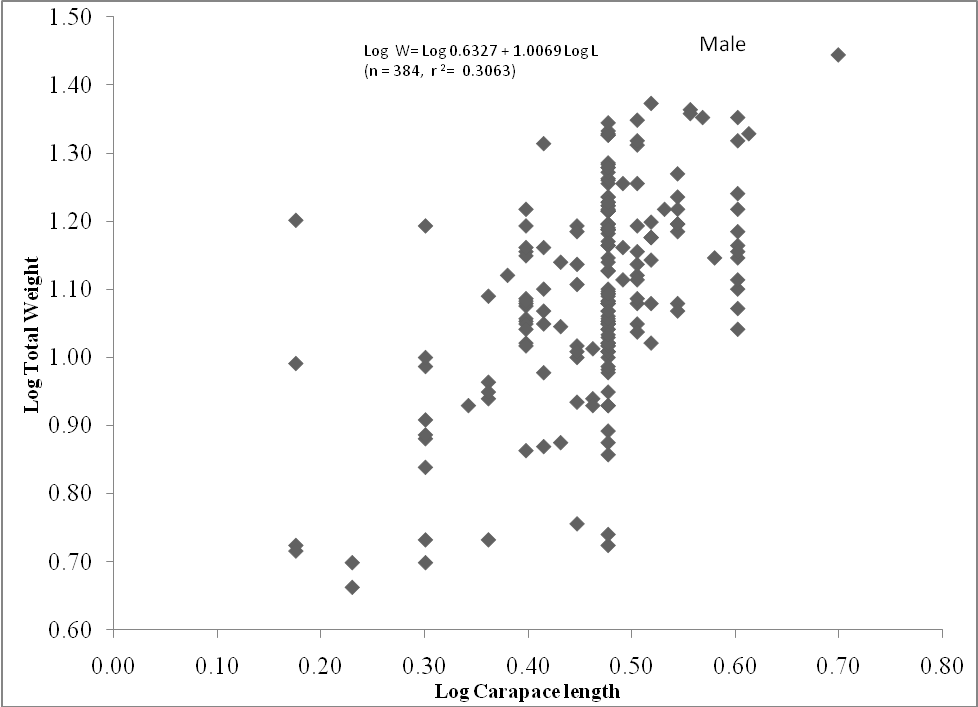 1.50
1.40
1.30
1.20
1.10
1.00
0.90
0.80
0.70
0.60
Log Total Weight
Log W= Log 0.6327 + 1.0069 Log L
(n = 384, r²= 0.3063)
Male
0.00 0.10 0.20 0.30 0.40 0.50 0.60 0.70 0.80
Log Carapace length